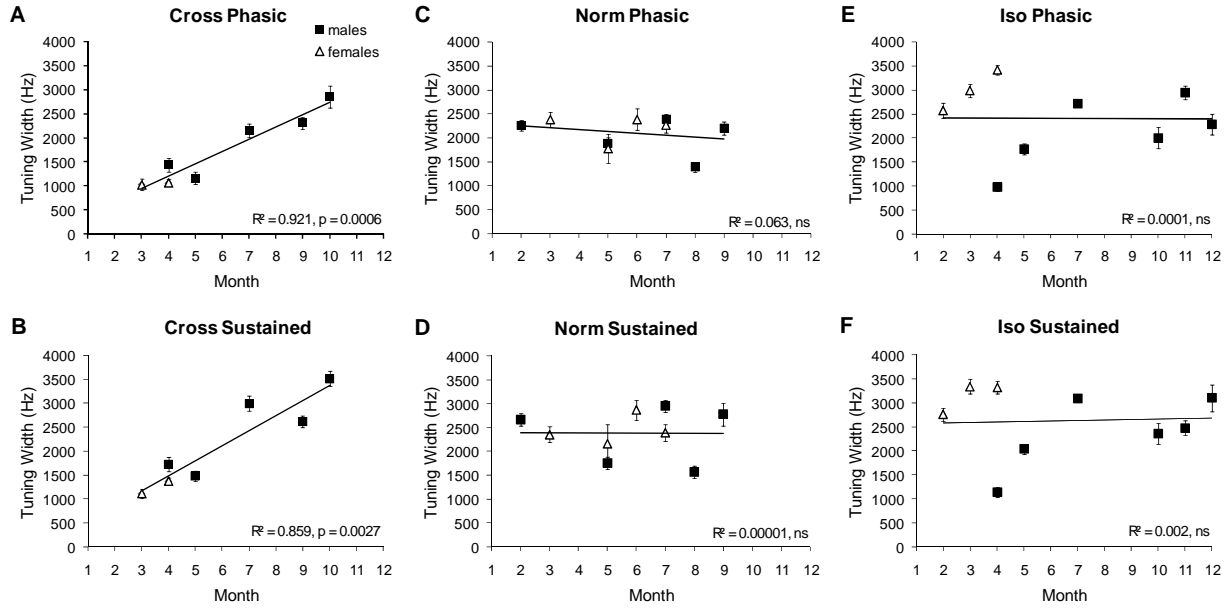 A
Cross Phasic
males
females
Tuning Width (Hz)
4000
3500
3000
2500
2000
1500
1000
500
0
R² = 0.921, p = 0.0006
1 2 3 4 5 6 7 8 9 10 11 12
Month
C
Norm Phasic
Tuning Width (Hz)
4000
3500
3000
2500
2000
1500
1000
500
0
R² = 0.063, ns
1 2 3 4 5 6 7 8 9 10 11 12
Month
E
Iso Phasic
Tuning Width (Hz)
4000
3500
3000
2500
2000
1500
1000
500
0
R² = 0.0001, ns
1 2 3 4 5 6 7 8 9 10 11 12
Month
B
Cross Sustained
Tuning Width (Hz)
4000
3500
3000
2500
2000
1500
1000
500
0
R² = 0.859, p = 0.0027
1 2 3 4 5 6 7 8 9 10 11 12
Month
D
Norm Sustained
Tuning Width (Hz)
4000
3500
3000
2500
2000
1500
1000
500
0
R² = 0.00001, ns
1 2 3 4 5 6 7 8 9 10 11 12
Month
F
Iso Sustained
Tuning Width (Hz)
4000
3500
3000
2500
2000
1500
1000
500
0
R² = 0.002, ns
1 2 3 4 5 6 7 8 9 10 11 12
Month